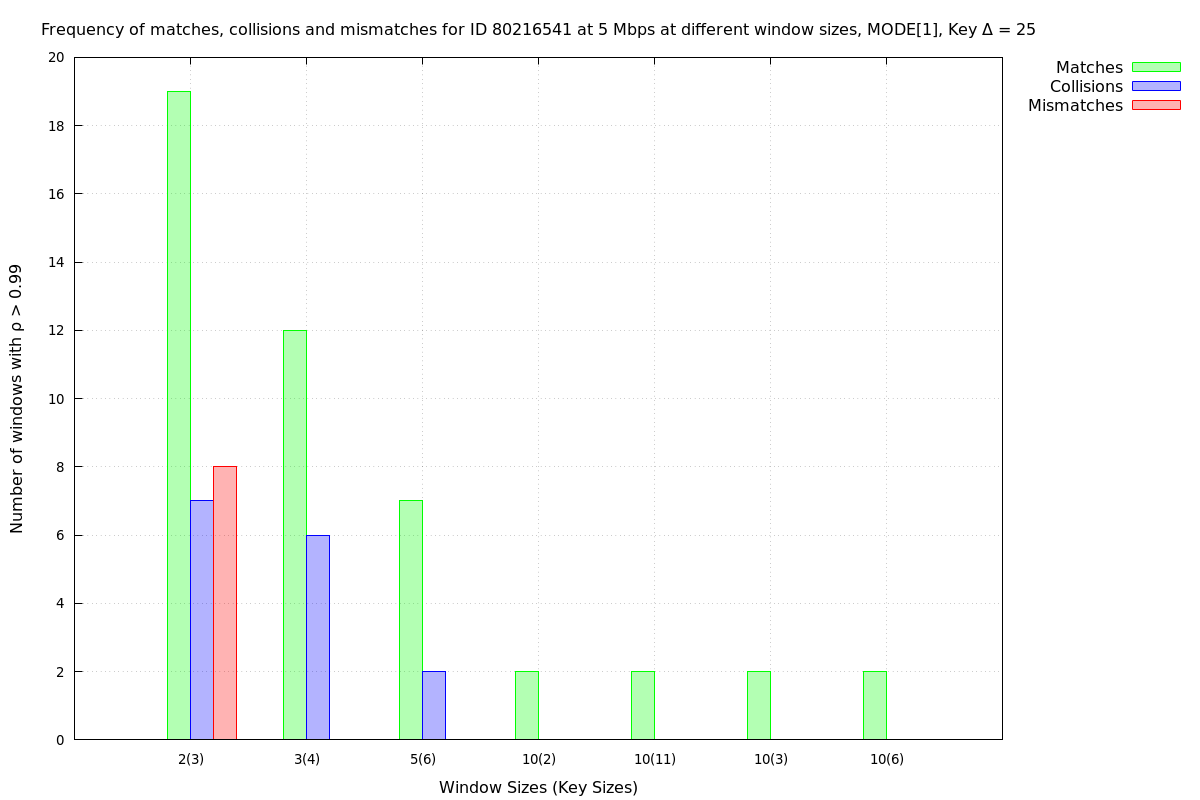 Frequency of matches, collisions and mismatches for ID 80216541 at 5 Mbps at different window sizes, MODE[1], Key Δ = 25
Matches
Collisions
Mismatches
Number of windows with ρ > 0.99
20
18
16
14
12
10
8
6
4
2
0
2(3) 3(4) 5(6) 10(2) 10(11) 10(3) 10(6)
Window Sizes (Key Sizes)